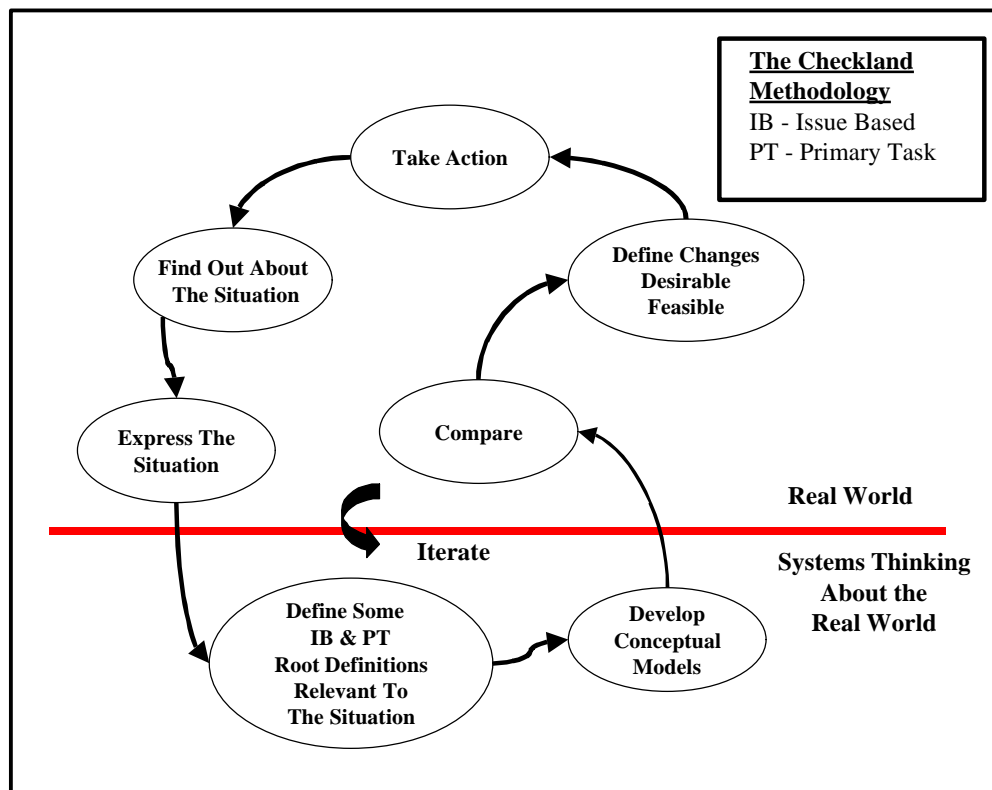 The Checkland
Methodology
IB - Issue Based
PT - Primary Task
Take Action
Find Out About
The Situation
Define Changes
Desirable
Feasible
Express The
Situation
Compare
Real World
Iterate
Systems Thinking
About the
Real World
Define Some
IB & PT
Root Definitions
Relevant To
The Situation
Develop
Conceptual
Models